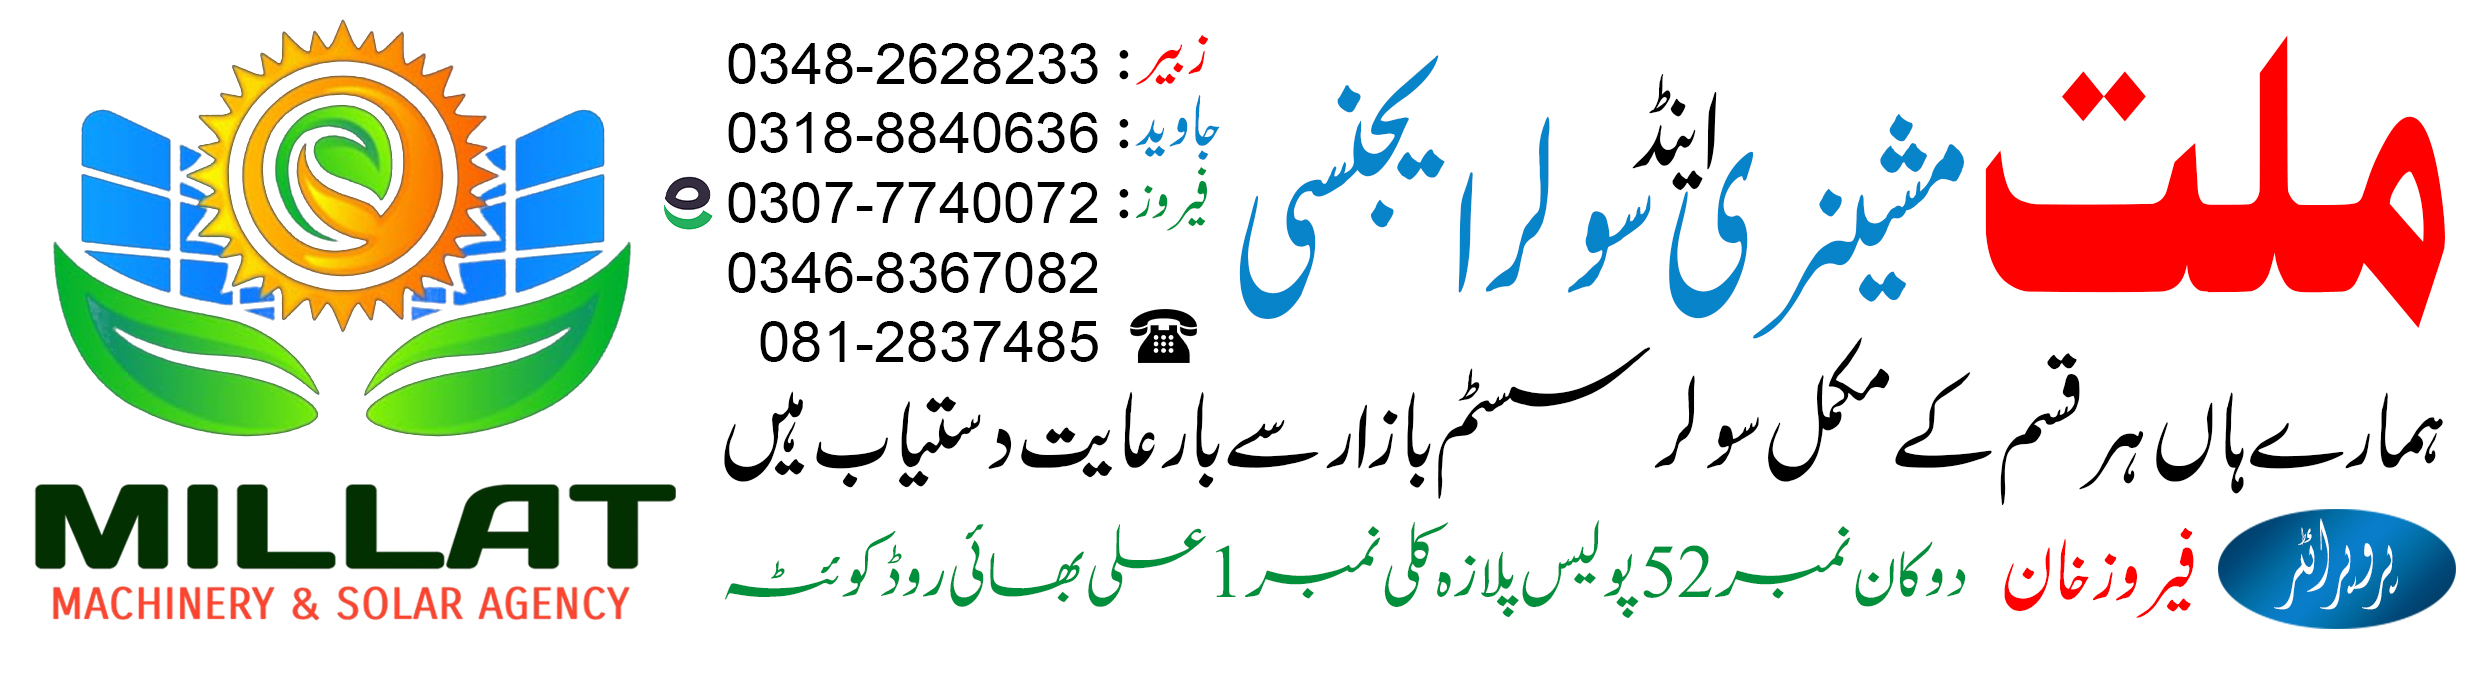 ملت مشینری اینڈ سولر ایجنسی
زبیر: 0348-2628233
جاوید: 0318-8840636
فیروز: 0307-7740072
0346-8367082
081-2837485
ہمارے ہاں ہر قسم کے مکمل سولر سسٹم بازار سے بارعایت دستیاب ہیں
پروپرائٹر فیروز خان دوکان نمبر 52 پولیس پلازہ گلی نمبر 1 علی بھائی روڈ کوئٹہ
MILLAT
MACHINERY & SOLAR AGENCY